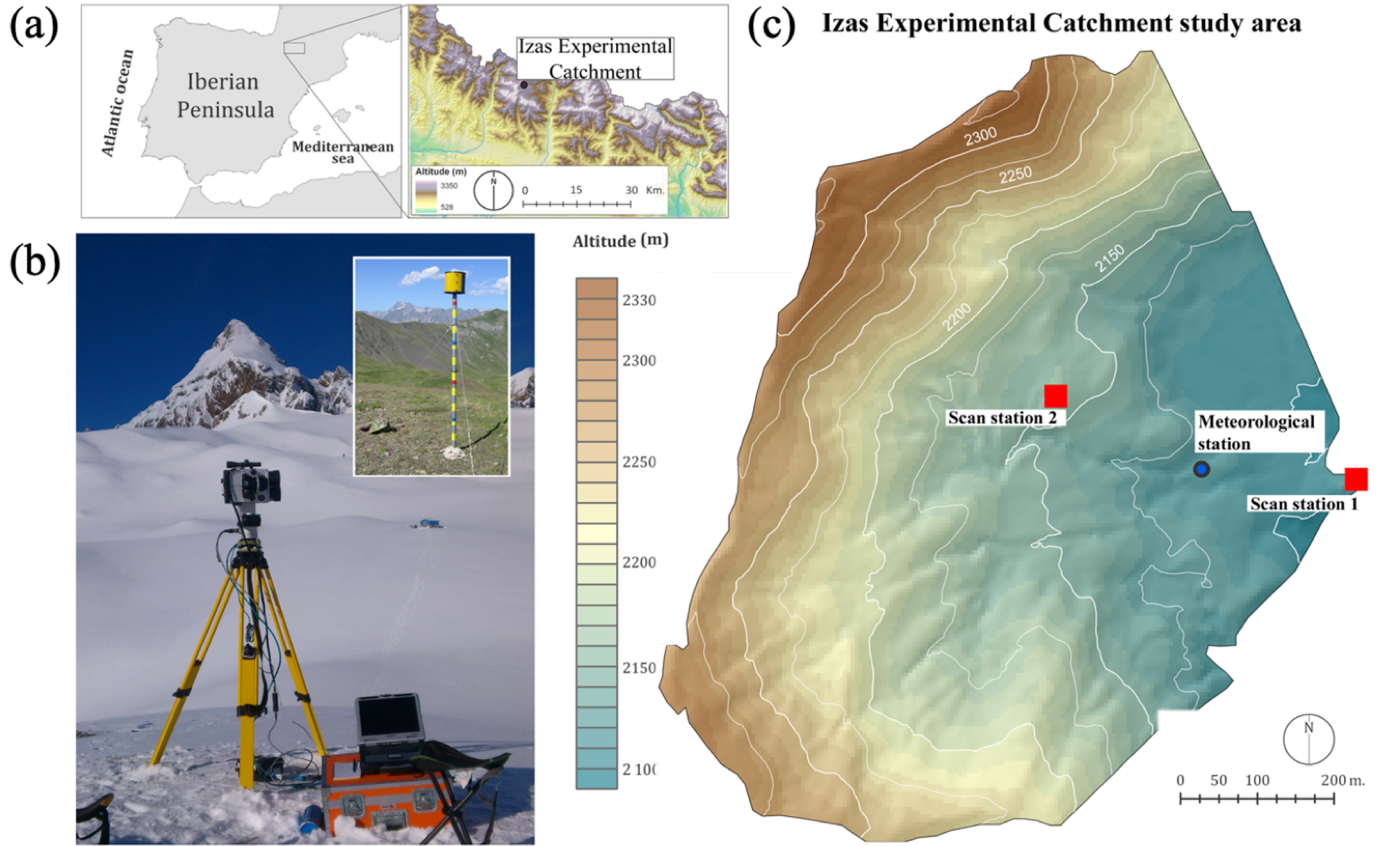 (a)
Atlantic ocean
Iberian
Peninsula
Mediterranean
sea
Izas Experimental
Catchment
Altitude (m)
3350
528
N
0 15 30 Km.
(b)
(c)
Izas Experimental Catchment study area
Altitude (m)
2330
2300
2250
2200
2150
2 100
2300
2250
2150
2200
Scan station 2
Meteorological
station
Scan station 1
N
0 50 100 200 m.